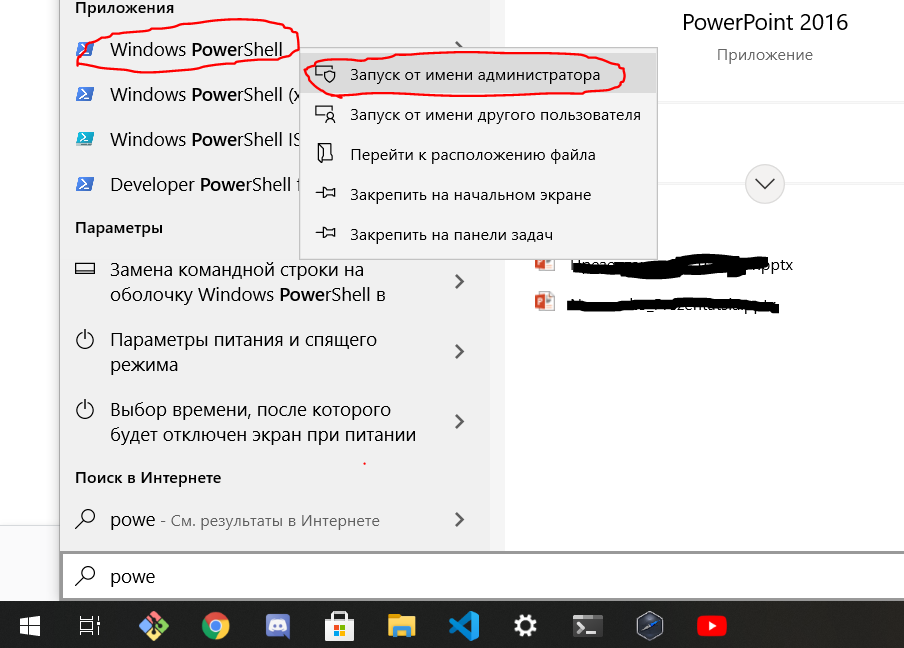 Приложения
Windows PowerShell
Windows PowerShell (x
Windows PowerShell IS
Developer PowerShell f
Запуск от имени администратора
Запуск от имени другого пользователя
Перейти к расположению файла
Закрепить на начальном экране
Закрепить на панели задач
Параметры
Замена командной строки на
оболочку Windows PowerShell в
Параметры питания и спящего
режима
Выбор времени, после которого
будет отключен экран при питании
Поиск в Интернете
powe - См. результаты в Интернете
powe
PowerPoint 2016
Приложение
pptx